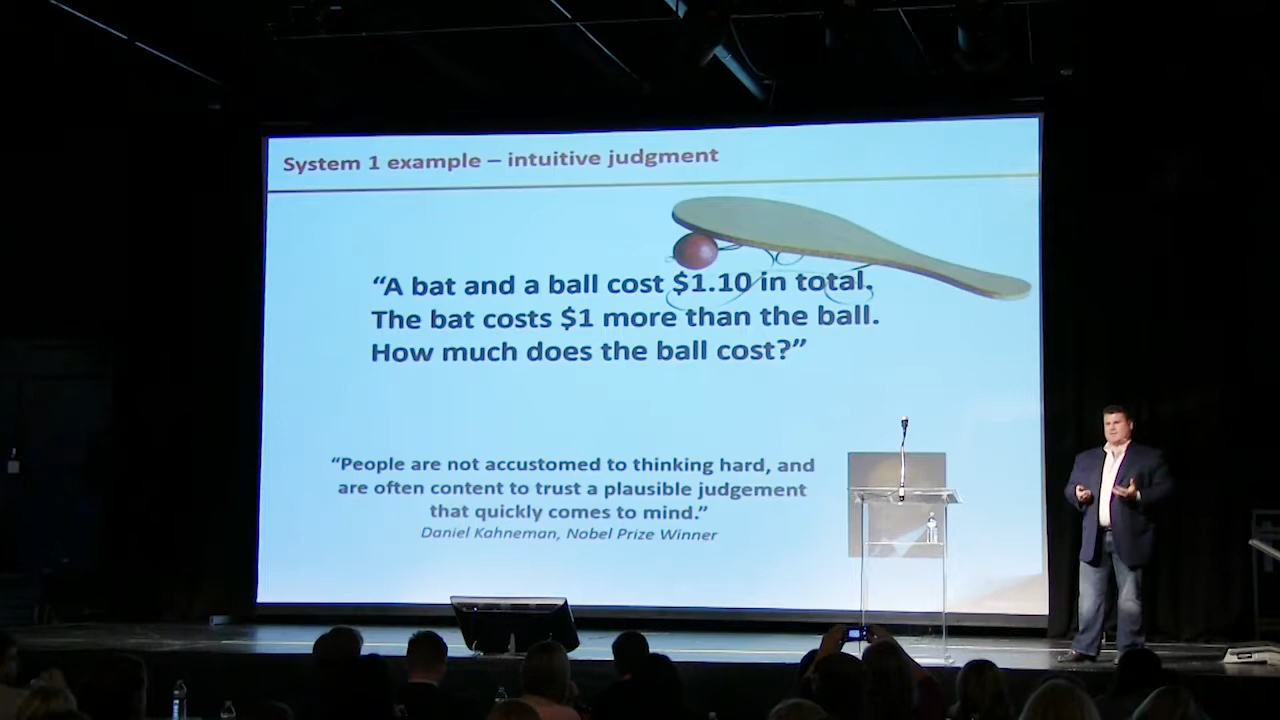 System 1 example – intuitive judgment
“A bat and a ball cost $1.10 in total.
The bat costs $1 more than the ball.
How much does the ball cost?”
“People are not accustomed to thinking hard, and
are often content to trust a plausible judgement
that quickly comes to mind.”
Daniel Kahneman, Nobel Prize Winner